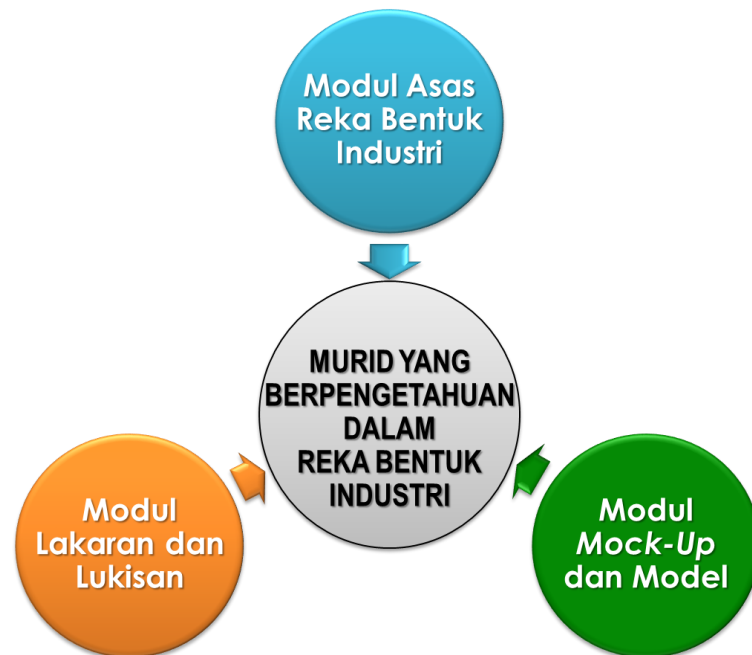 Modul Asas
Reka Bentuk
Industri
MURID YANG
BERPENGETAHUAN
DALAM
REKA BENTUK
INDUSTRI
Modul
Lakaran dan
Lukisan
Modul
Mock-Up
dan Model